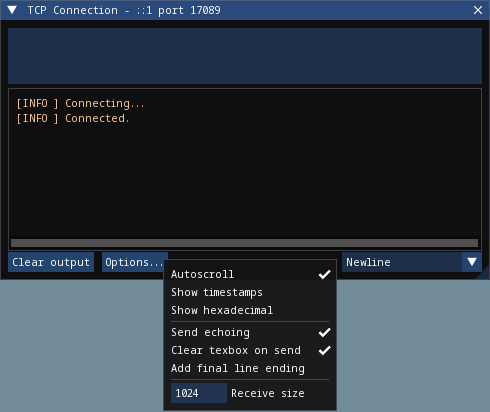 TCP Connection - ::1 port 17089
[INFO ] Connecting...
[INFO ] Connected.
Clear output
Options...
Newline
Autoscroll
Show timestamps
Show hexadecimal
Send echoing
Clear texbox on send
Add final line ending
1024 Receive size